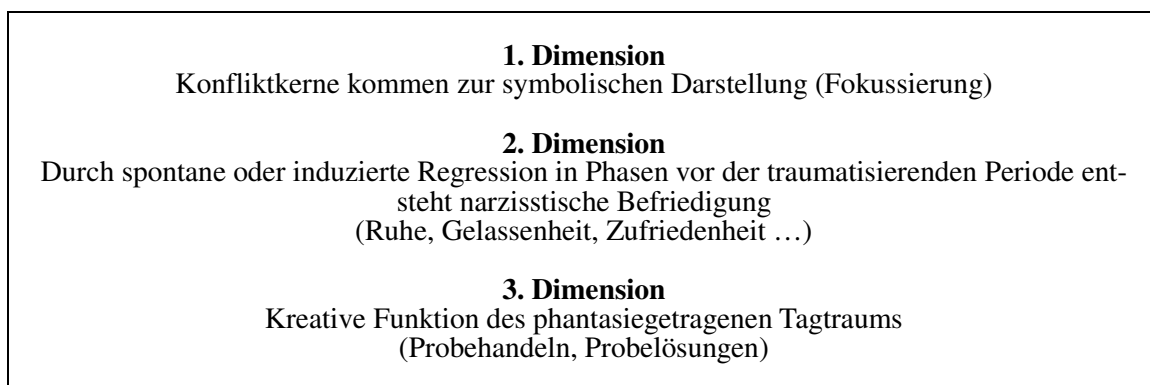 1. Dimension
Konfliktkerne kommen zur symbolischen Darstellung (Fokussierung)
2. Dimension
Durch spontane oder induzierte Regression in Phasen vor der traumatisierenden Periode ent-
steht narzisstische Befriedigung
(Ruhe, Gelassenheit, Zufriedenheit …)
3. Dimension
Kreative Funktion des phantasiegetragenen Tagtraums
(Probehandeln, Probelösungen)